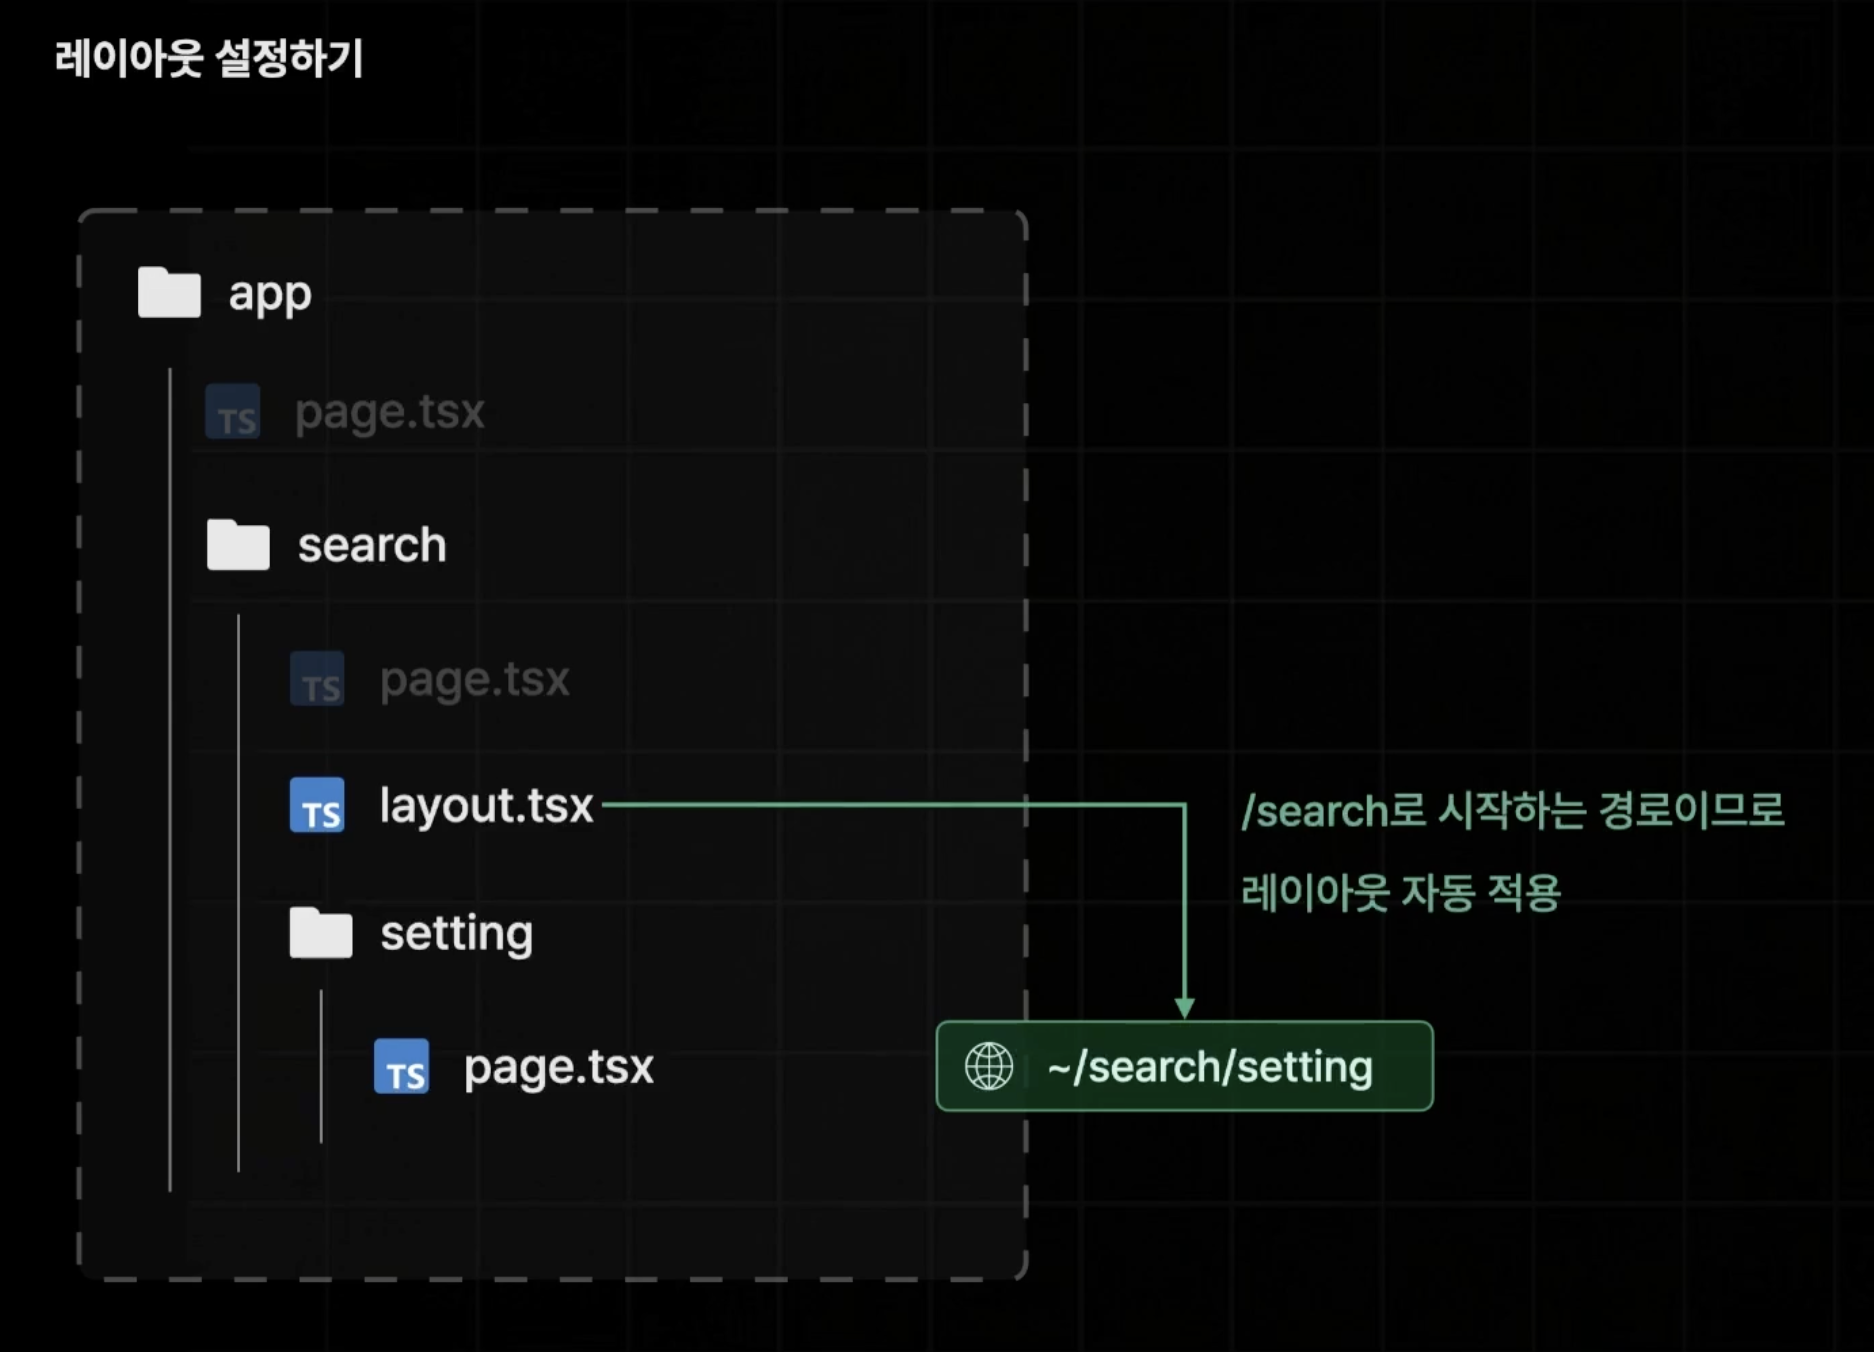 레이아웃 설정하기
app
TS page.tsx
search
TS page.tsx
TS layout.tsx
/search로 시작하는 경로이므로
레이아웃 자동 적용
setting
TS page.tsx
~/search/setting